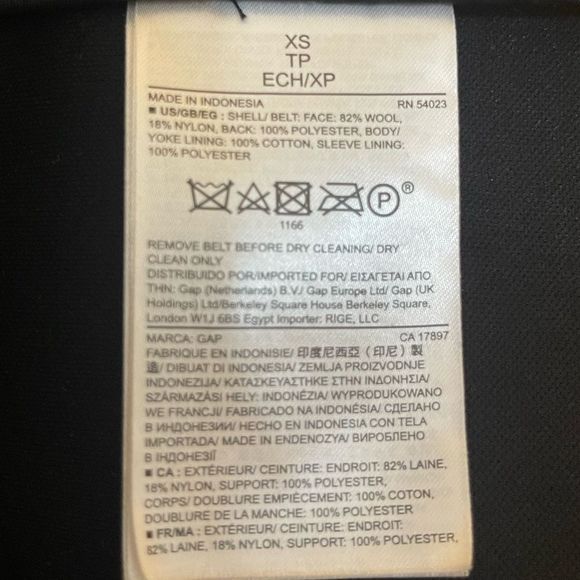 XS
TP
ECH/XP
MADE IN INDONESIA RN 54023
■ US/GB/EG : SHELL/ BELT: FACE: 82% WOOL,
18% NYLON, BACK: 100% POLYESTER, BODY/
YOKE LINING: 100% COTTON, SLEEVE LINING:
100% POLYESTER
P®
1166
REMOVE BELT BEFORE DRY CLEANING/ DRY
CLEAN ONLY
DISTRIBUIDO POR/IMPORTED FOR/ ΕΙΣΑΓΕΤΑΙ ΑΠΟ
ΤΗΝ: Gap (Netherlands) B.V./ Gap Europe Ltd/ Gap (UK
Holdings) Ltd/Berkeley Square House Berkeley Square,
London W1J 6BS Egypt Importer: RIGE, LLC
MARCA: GAP CA 17897
FABRIQUE EN INDONISIE/ 印度尼西亞（印尼）製
造/ DIBUAT DI INDONESIA/ ZEMLJA PROIZVODNJE
INDONEZIJA/ ΚΑΤΑΣΚΕΥΑΣΤΗΚΕ ΣΤΗΝ ΙΝΔΟΝΗΣΙΑ/
SZÁRMAZÁSI HELY: INDONÉZIA/ WYPRODUKOWANO
WE FRANCJI/ FABRICADO NA INDONÉSIA/ СДЕЛАНО
В ИНДОНЕЗИИ/ HECHO EN INDONESIA CON TELA
IMPORTADA/ MADE IN ENDENOZYA/ ВИРОБЛЕНО
В ІНДОНЕЗІЇ
■ CA : EXTÉRIEUR/ CEINTURE: ENDROIT: 82% LAINE,
18% NYLON, SUPPORT: 100% POLYESTER,
CORPS/ DOUBLURE EMPIÈCEMENT: 100% COTON,
DOUBLURE DE LA MANCHE: 100% POLYESTER
■ FR/MA : EXTÉRIEUR/ CEINTURE: ENDROIT:
82% LAINE, 18% NYLON, SUPPORT: 100% POLYESTER,